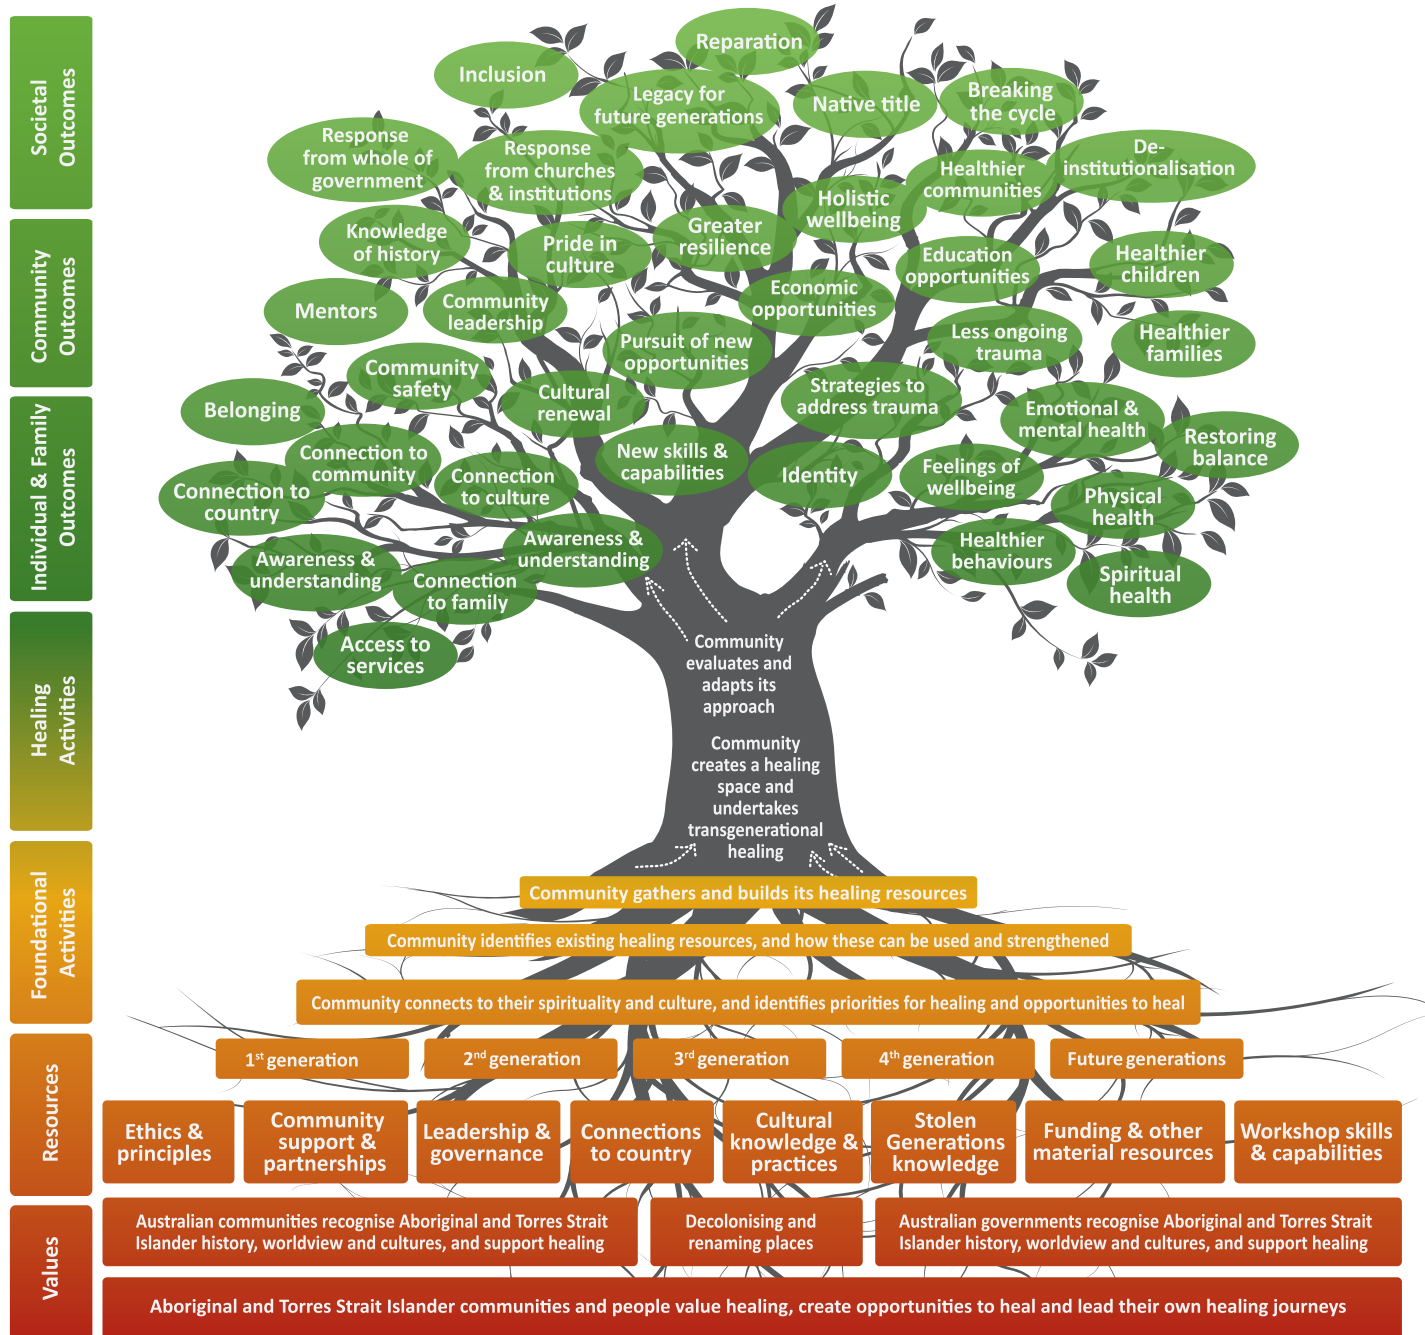 Societal
Outcomes
Community
Outcomes
Individual & Family
Outcomes
Healing
Activities
Foundational
Activities
Resources
Values
Reparation
Inclusion
Legacy for
future generations
Native title
Breaking
the cycle
Response
from whole of
government
Response
from churches
& institutions
Healthier
communities
De-
institutionalisation
Holistic
wellbeing
Knowledge
of history
Pride in
culture
Greater
resilience
Education
opportunities
Healthier
children
Mentors
Community
leadership
Economic
opportunities
Pursuit of new
opportunities
Less ongoing
trauma
Healthier
families
Community
safety
Cultural
renewal
Strategies to
address trauma
Belonging
Emotional &
mental health
Restoring
balance
Connection to
community
New skills &
capabilities
Identity
Feelings of
wellbeing
Connection to
country
Connection
to culture
Physical
health
Awareness &
understanding
Awareness &
understanding
Healthier
behaviours
Connection
to family
Spiritual
health
Access to
services
Community
evaluates and
adapts its
approach
Community
creates a healing
space and
undertakes
transgenerational
healing
Community gathers and builds its healing resources
Community identifies existing healing resources, and how these can be used and strengthened
Community connects to their spirituality and culture, and identifies priorities for healing and opportunities to heal
1st generation
2nd generation
3rd generation
4th generation
Future generations
Ethics &
principles
Community
support &
partnerships
Leadership &
governance
Connections
to country
Cultural
knowledge &
practices
Stolen
Generations
knowledge
Funding & other
material resources
Workshop skills
& capabilities
Australian communities recognise Aboriginal and Torres Strait
Islander history, worldview and cultures, and support healing
Decolonising and
renaming places
Australian governments recognise Aboriginal and Torres Strait
Islander history, worldview and cultures, and support healing
Aboriginal and Torres Strait Islander communities and people value healing, create opportunities to heal and lead their own healing journeys